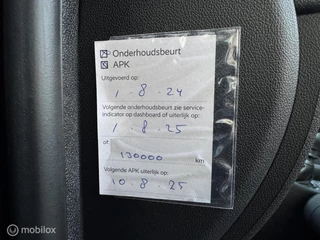 Onderhoudsbeurt
APK
Uitgevoerd op:
1 - 8 - 24
Volgende onderhoudsbeurt zie service-
indicator op dashboard of uiterlijk op:
1 - 8 - 25
of:
130000 km
Volgende APK uiterlijk op:
10 - 8 - 25
mobilox